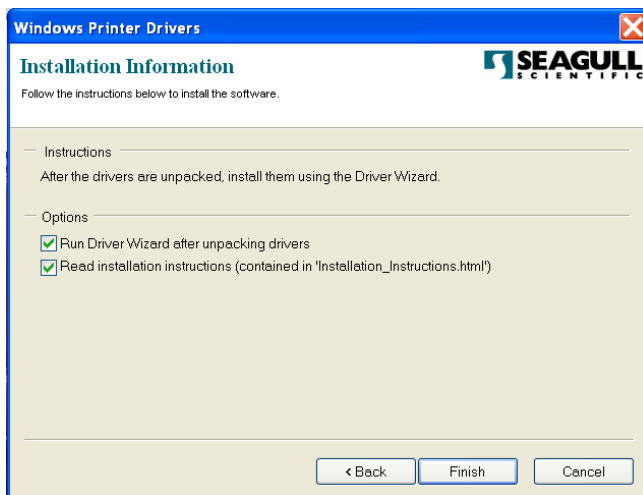 Windows Printer Drivers
Installation Information
SEAGULL
SCIENTIFIC
Follow the instructions below to install the software.
Instructions
After the drivers are unpacked, install them using the Driver Wizard.
Options
Run Driver Wizard after unpacking drivers
Read installation instructions (contained in 'Installation_Instructions.html')
< Back Finish Cancel